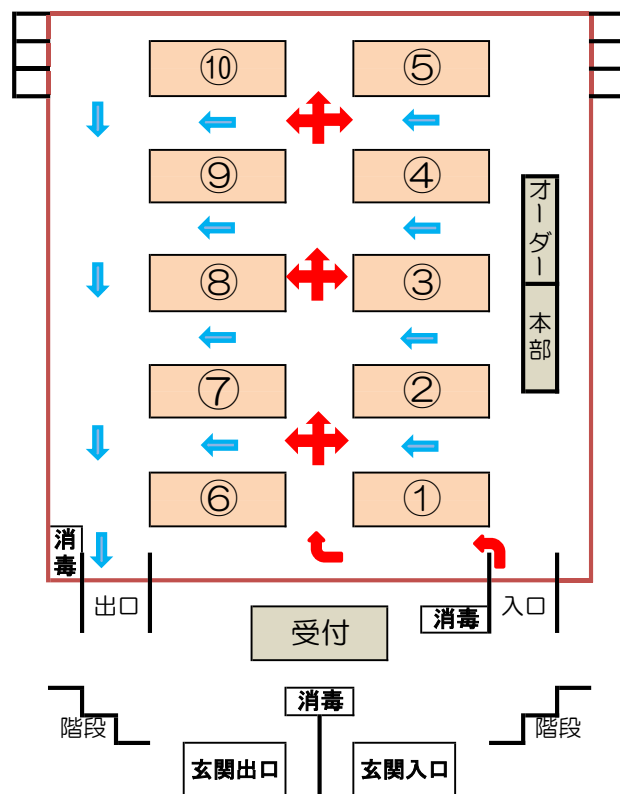 ⑩
⑤
⑨
④
オーダー
⑧
③
本部
⑦
②
⑥
①
消毒
出口
入口
消毒
受付
消毒
階段
階段
玄関出口
玄関入口